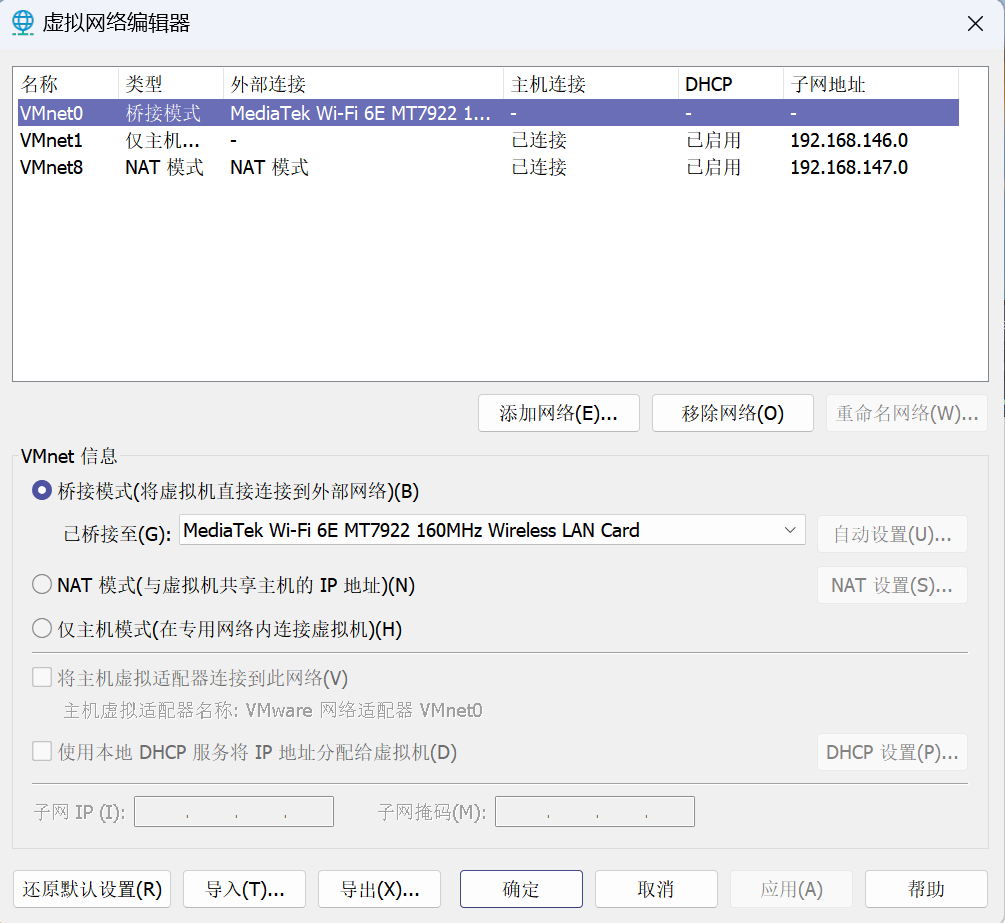 虚拟网络编辑器
名称 类型 外部连接 主机连接 DHCP 子网地址
VMnet0 桥接模式 MediaTek Wi-Fi 6E MT7922 1... - - -
VMnet1 仅主机... - 已连接 已启用 192.168.146.0
VMnet8 NAT 模式 NAT 模式 已连接 已启用 192.168.147.0
添加网络(E)... 移除网络(O) 重命名网络(W)...
VMnet 信息
桥接模式(将虚拟机直接连接到外部网络)(B)
已桥接至(G): MediaTek Wi-Fi 6E MT7922 160MHz Wireless LAN Card 自动设置(U)...
NAT 模式(与虚拟机共享主机的 IP 地址)(N) NAT 设置(S)...
仅主机模式(在专用网络内连接虚拟机)(H)
将主机虚拟适配器连接到此网络(V)
主机虚拟适配器名称: VMware 网络适配器 VMnet0
使用本地 DHCP 服务将 IP 地址分配给虚拟机(D) DHCP 设置(P)...
子网 IP (I): . . . 子网掩码(M): . . .
还原默认设置(R) 导入(T)... 导出(X)... 确定 取消 应用(A) 帮助